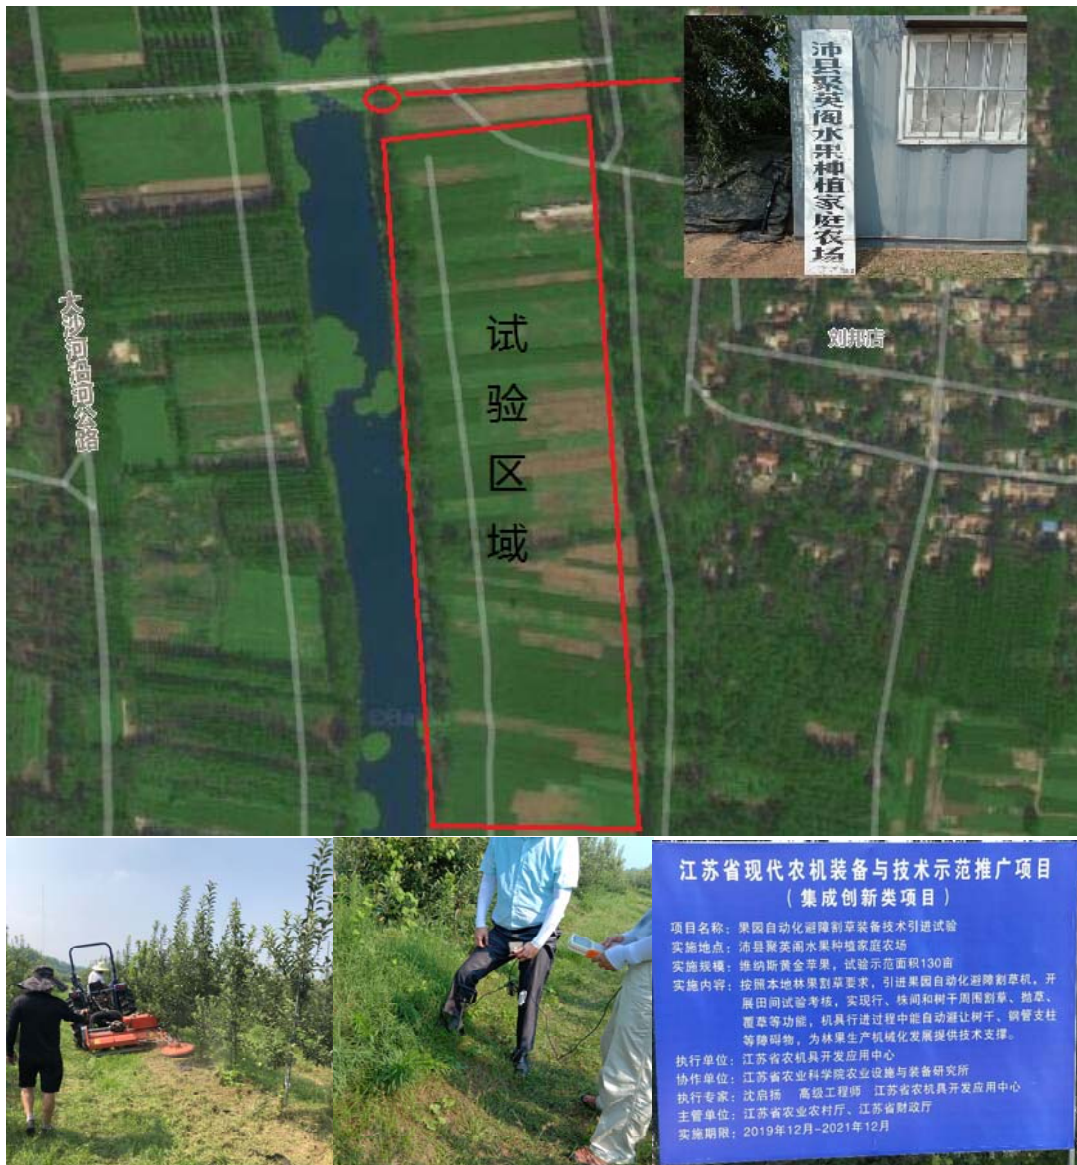 沛县聚英阁水果种植家庭农场
大沙河沿河公路
刘邦店
试验区域
江苏省现代农机装备与技术示范推广项目
（集成创新类项目）
项目名称：果园自动化避障割草装备技术引进试验
实施地点：沛县聚英阁水果种植家庭农场
实施规模：维纳斯黄金苹果，试验示范面积130亩
实施内容：按照本地林果割草要求，引进果园自动化避障割草机。开
展田间试验考核，实现行、株间和树干周围割草、抛草、
覆草等功能，机具行进过程中能自动避让树干、钢管支柱
等障碍物，为林果生产机械化发展提供技术支撑。
执行单位：江苏省农机具开发应用中心
协作单位：江苏省农业科学院农业设施与装备研究所
执行专家：沈启扬 高级工程师 江苏省农机具开发应用中心
主管单位：江苏省农业农村厅、江苏省财政厅
实施期限：2019年12月-2021年12月